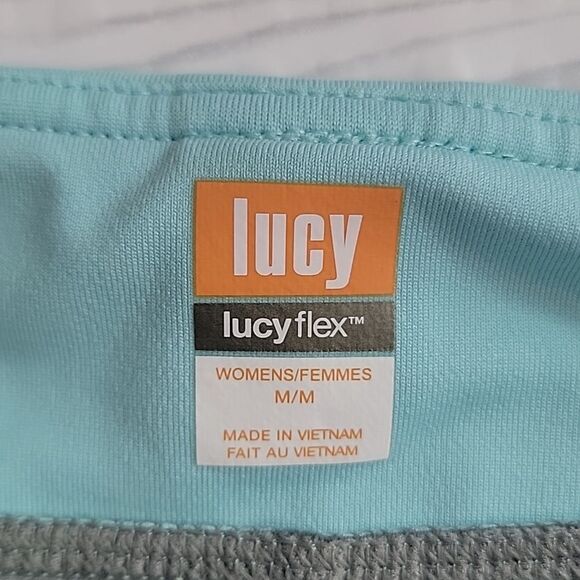 lucy
lucyflex™
WOMENS/FEMMES
M/M
MADE IN VIETNAM
FAIT AU VIETNAM